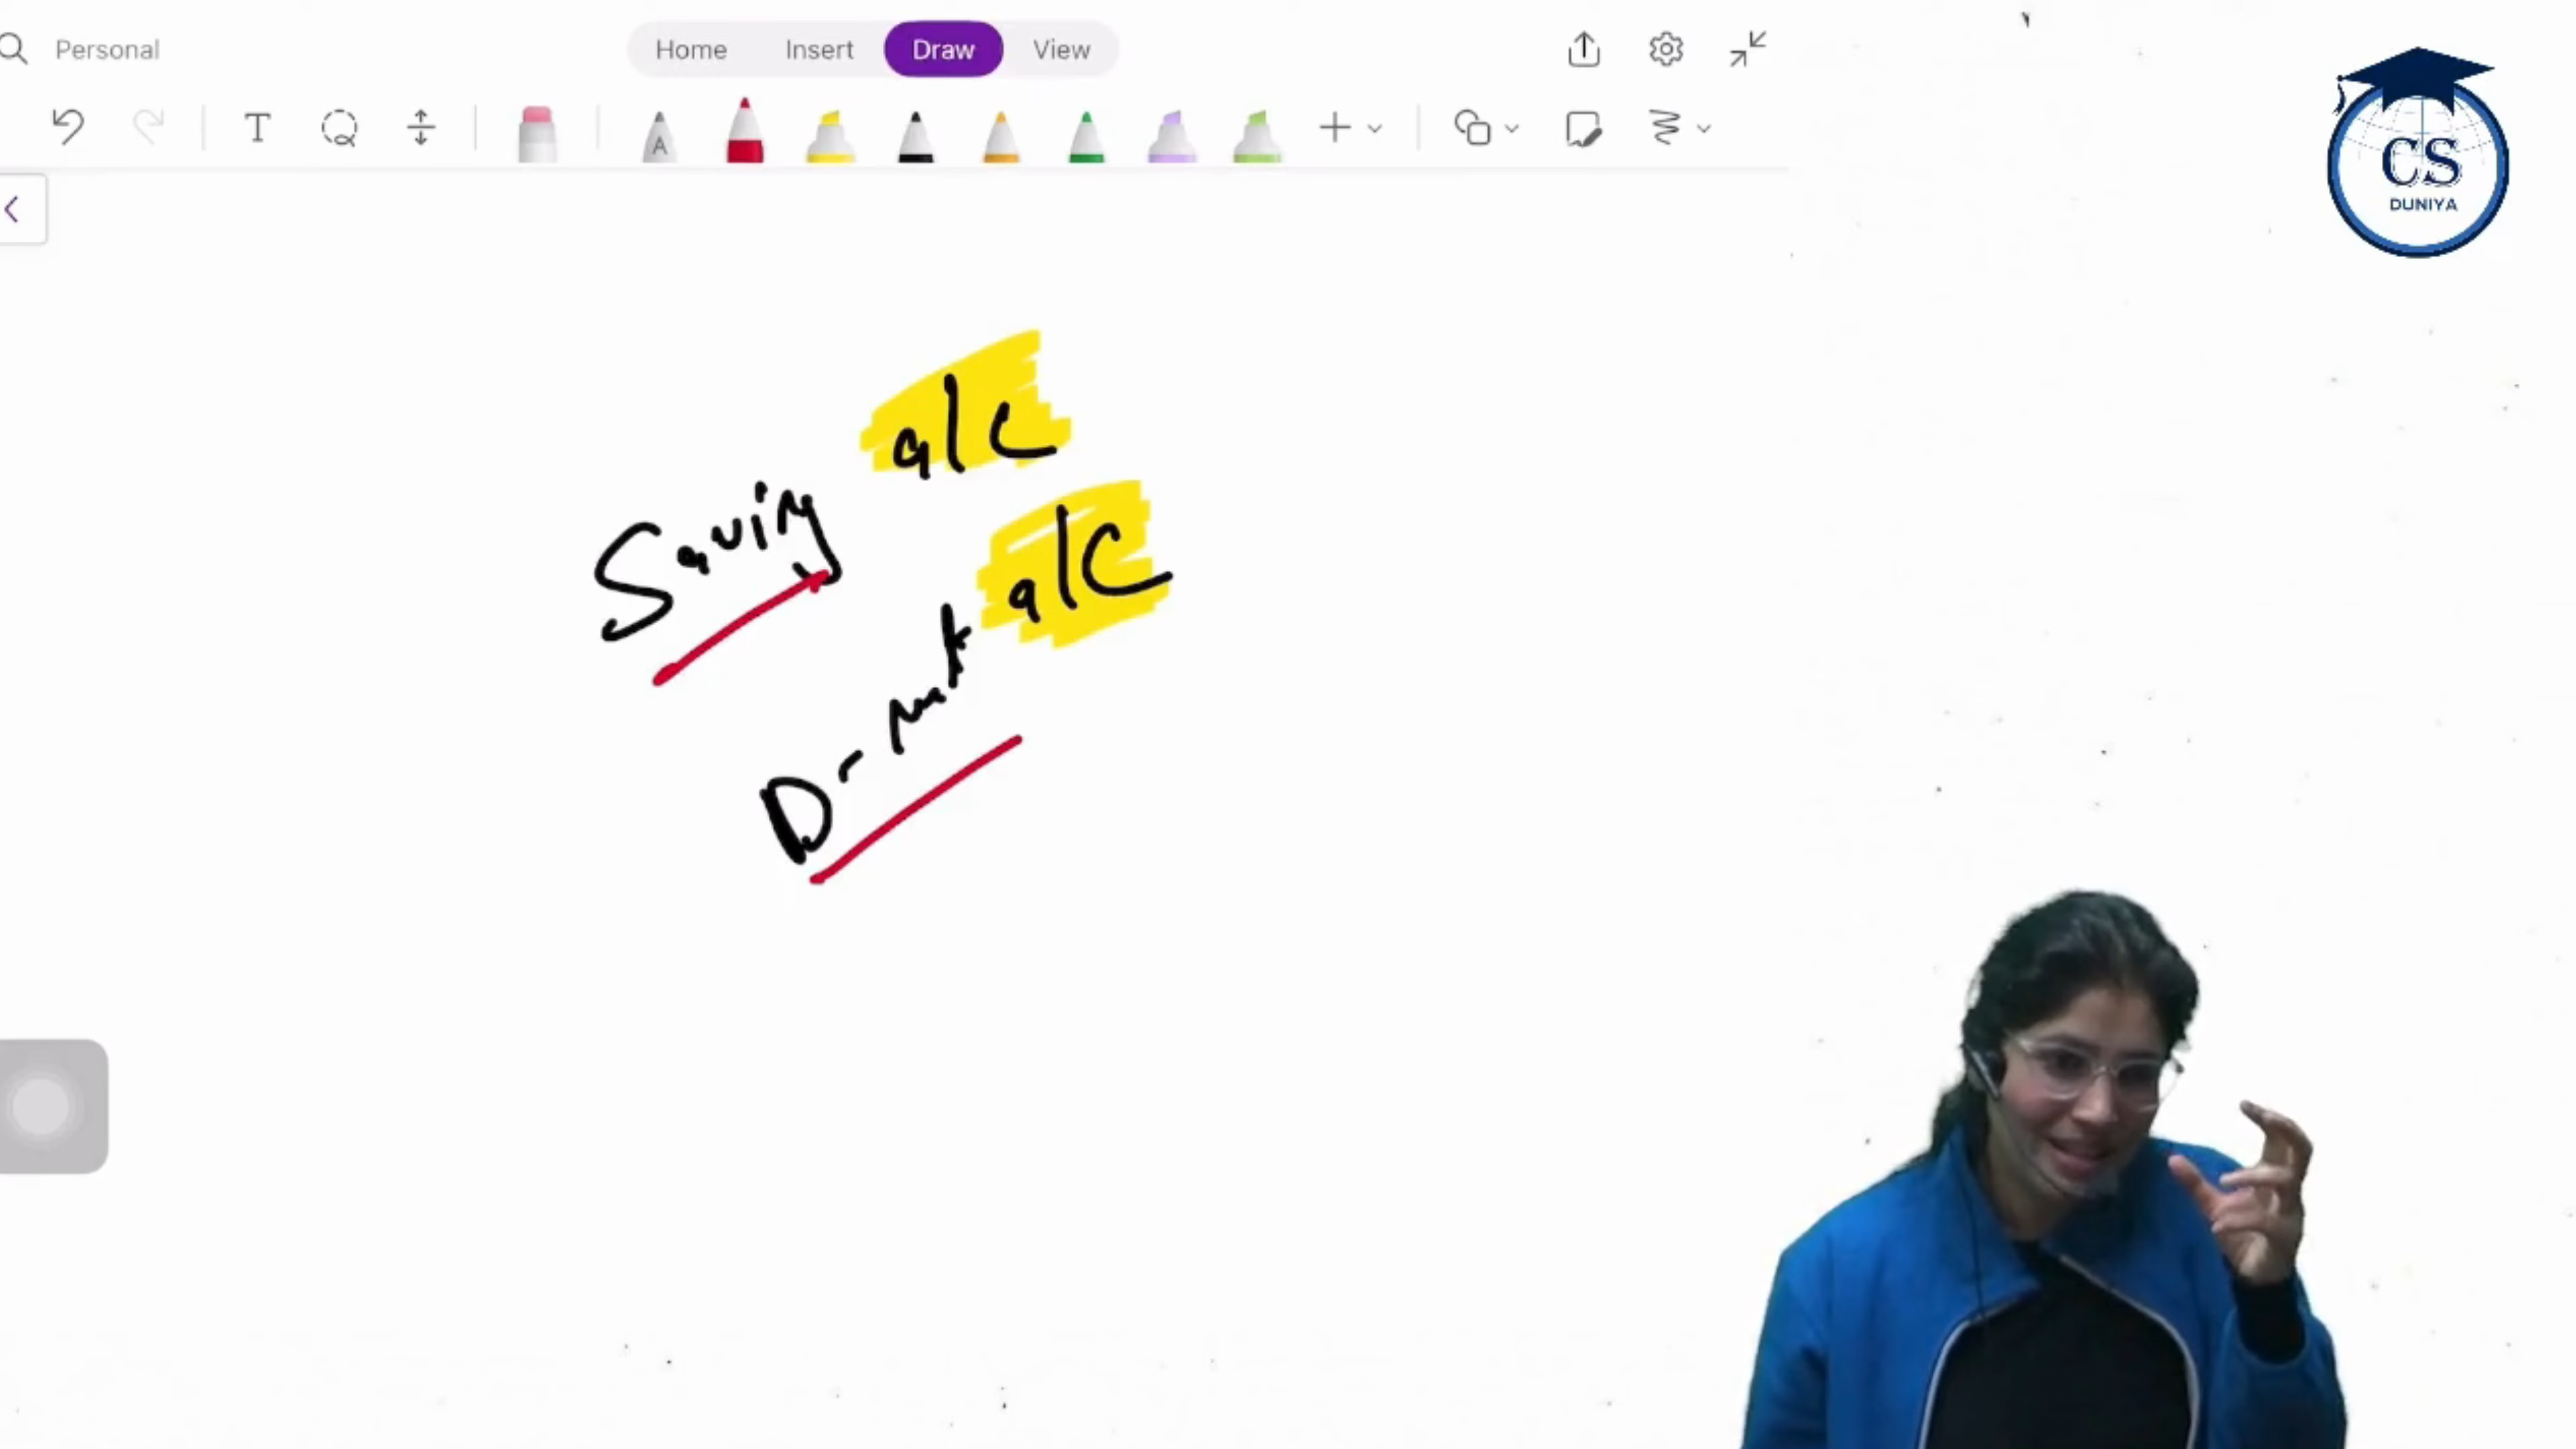 Personal
Home Insert Draw View
T
A
CS
DUNIYA
Saving a/c
D-mat a/c